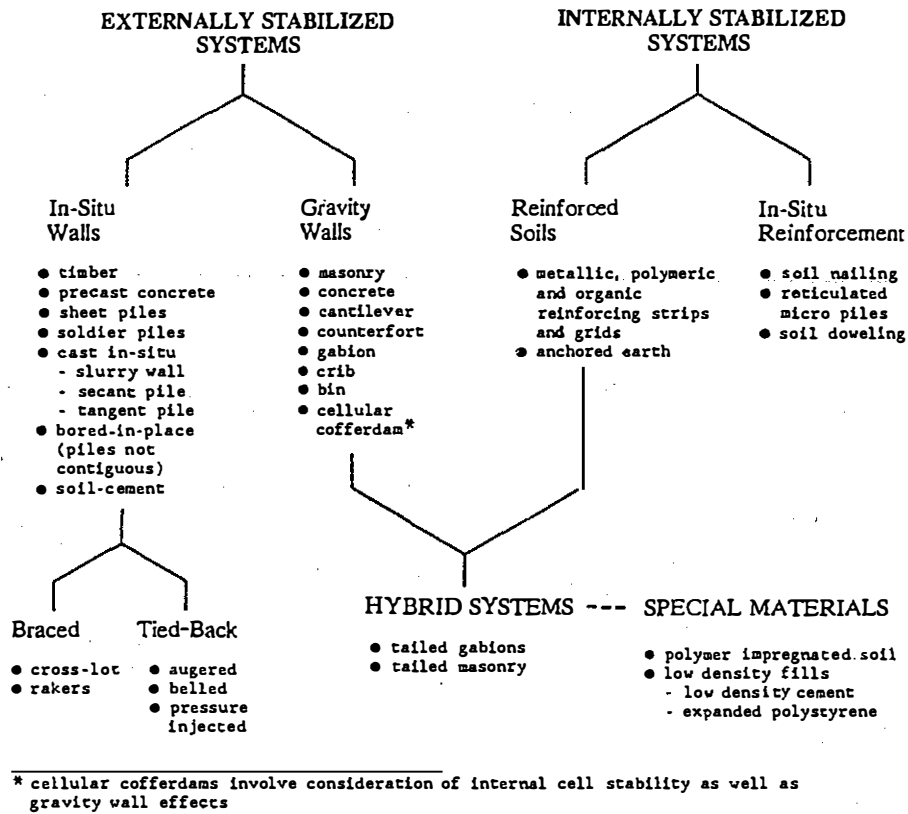 EXTERNALLY STABILIZED
SYSTEMS
INTERNALLY STABILIZED
SYSTEMS
In-Situ
Walls
● timber
● precast concrete
● sheet piles
● soldier piles
● cast in-situ
- slurry wall
- secant pile
- tangent pile
● bored-in-place
(piles not
contiguous)
● soil-cement
Gravity
Walls
● masonry
● concrete
● cantilever
● counterfort
● gabion
● crib
● bin
● cellular
cofferdam*
Reinforced
Soils
● metallic, polymeric
and organic
reinforcing strips
and grids
● anchored earth
In-Situ
Reinforcement
● soil nailing
● reticulated
micro piles
● soil doweling
Braced
● cross-lot
● rakers
Tied-Back
● augered
● belled
● pressure
injected
HYBRID SYSTEMS --- SPECIAL MATERIALS
● tailed gabions
● tailed masonry
● polymer impregnated soil
● low density fills
- low density cement
- expanded polystyrene
* cellular cofferdams involve consideration of internal cell stability as well as
gravity wall effects